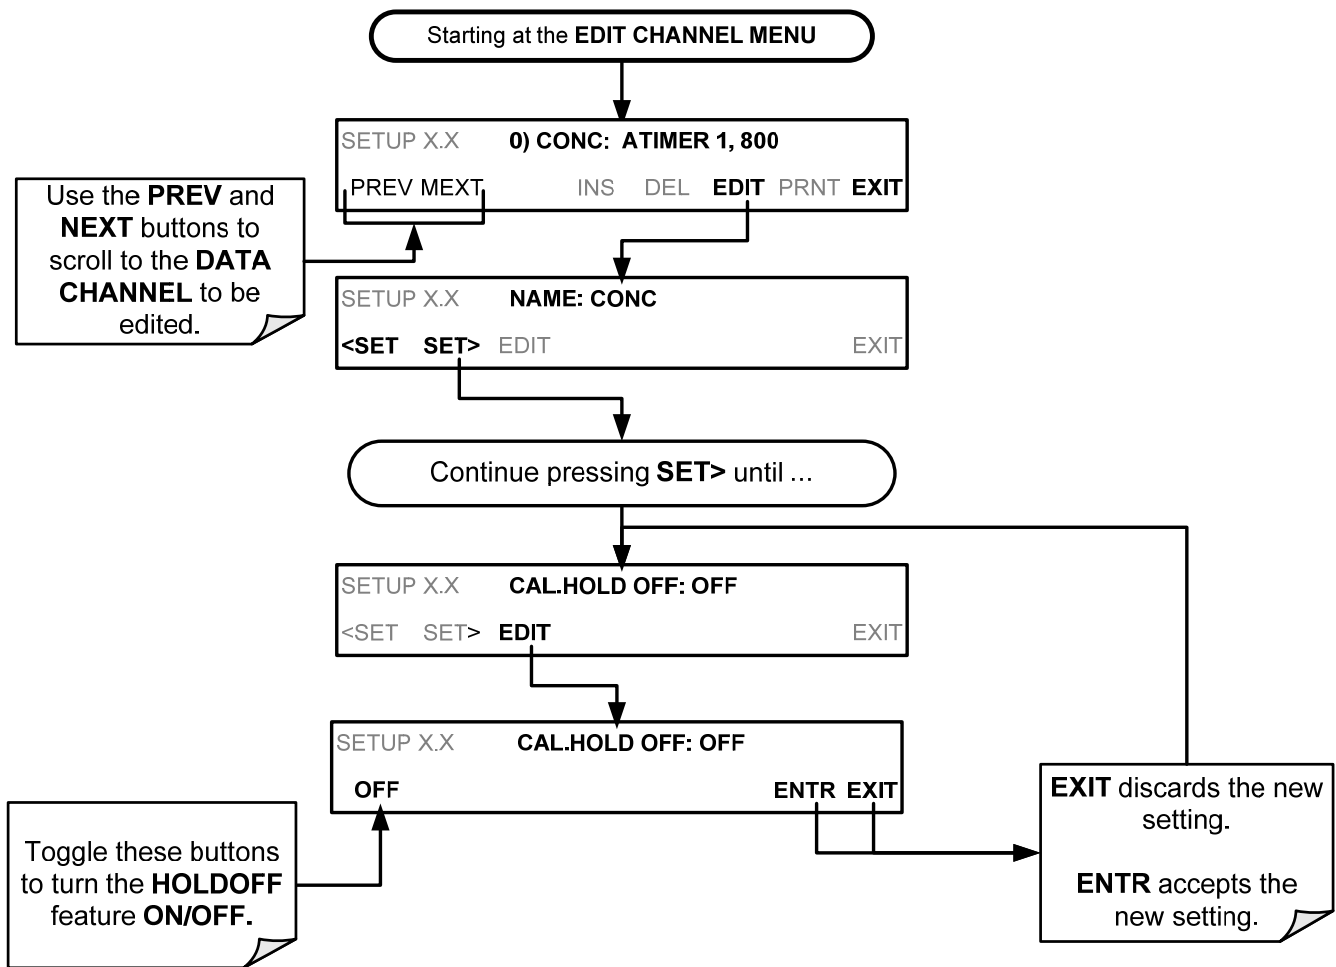 Starting at the EDIT CHANNEL MENU
SETUP X.X 0) CONC: ATIMER 1, 800
PREV MEXT INS DEL EDIT PRNT EXIT
Use the PREV and
NEXT buttons to
scroll to the DATA
CHANNEL to be
edited.
SETUP X.X NAME: CONC
<SET SET> EDIT EXIT
Continue pressing SET> until ...
SETUP X.X CAL.HOLD OFF: OFF
<SET SET> EDIT EXIT
SETUP X.X CAL.HOLD OFF: OFF
OFF ENTR EXIT
Toggle these buttons
to turn the HOLDOFF
feature ON/OFF.
EXIT discards the new
setting.
ENTR accepts the
new setting.